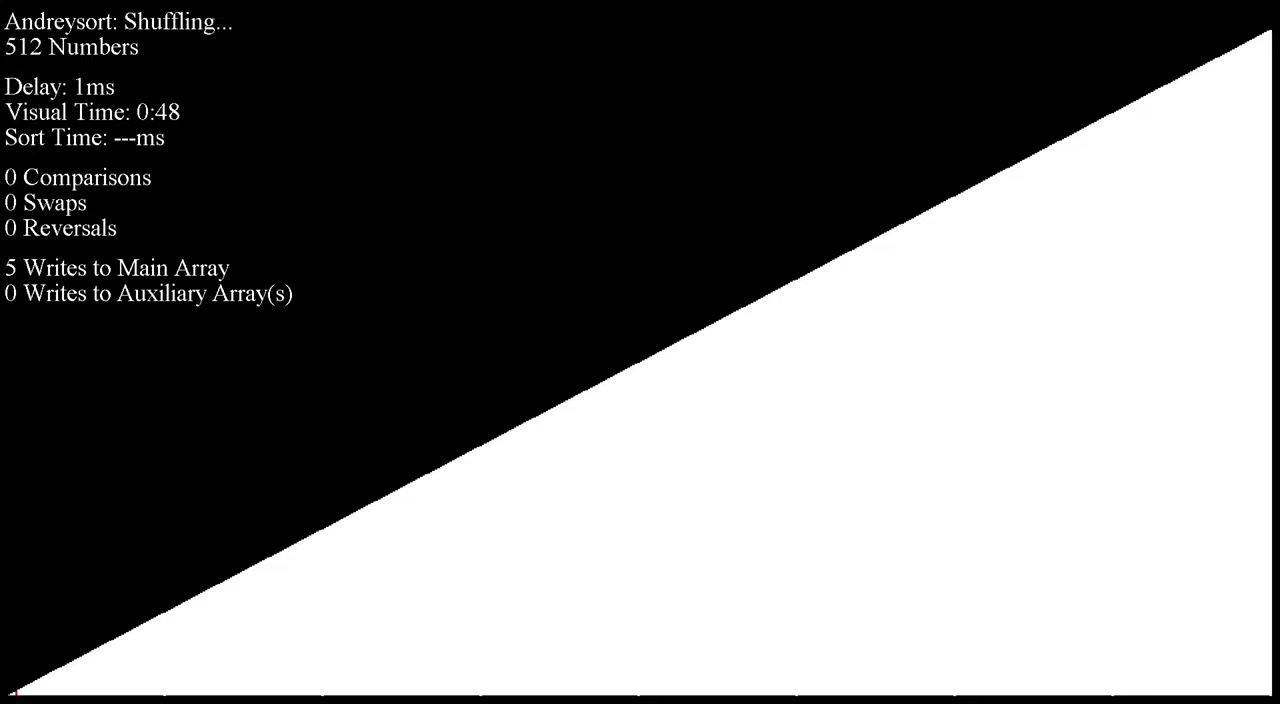 Andreysort: Shuffling...
512 Numbers
Delay: 1ms
Visual Time: 0:48
Sort Time: ---ms
0 Comparisons
0 Swaps
0 Reversals
5 Writes to Main Array
0 Writes to Auxiliary Array(s)